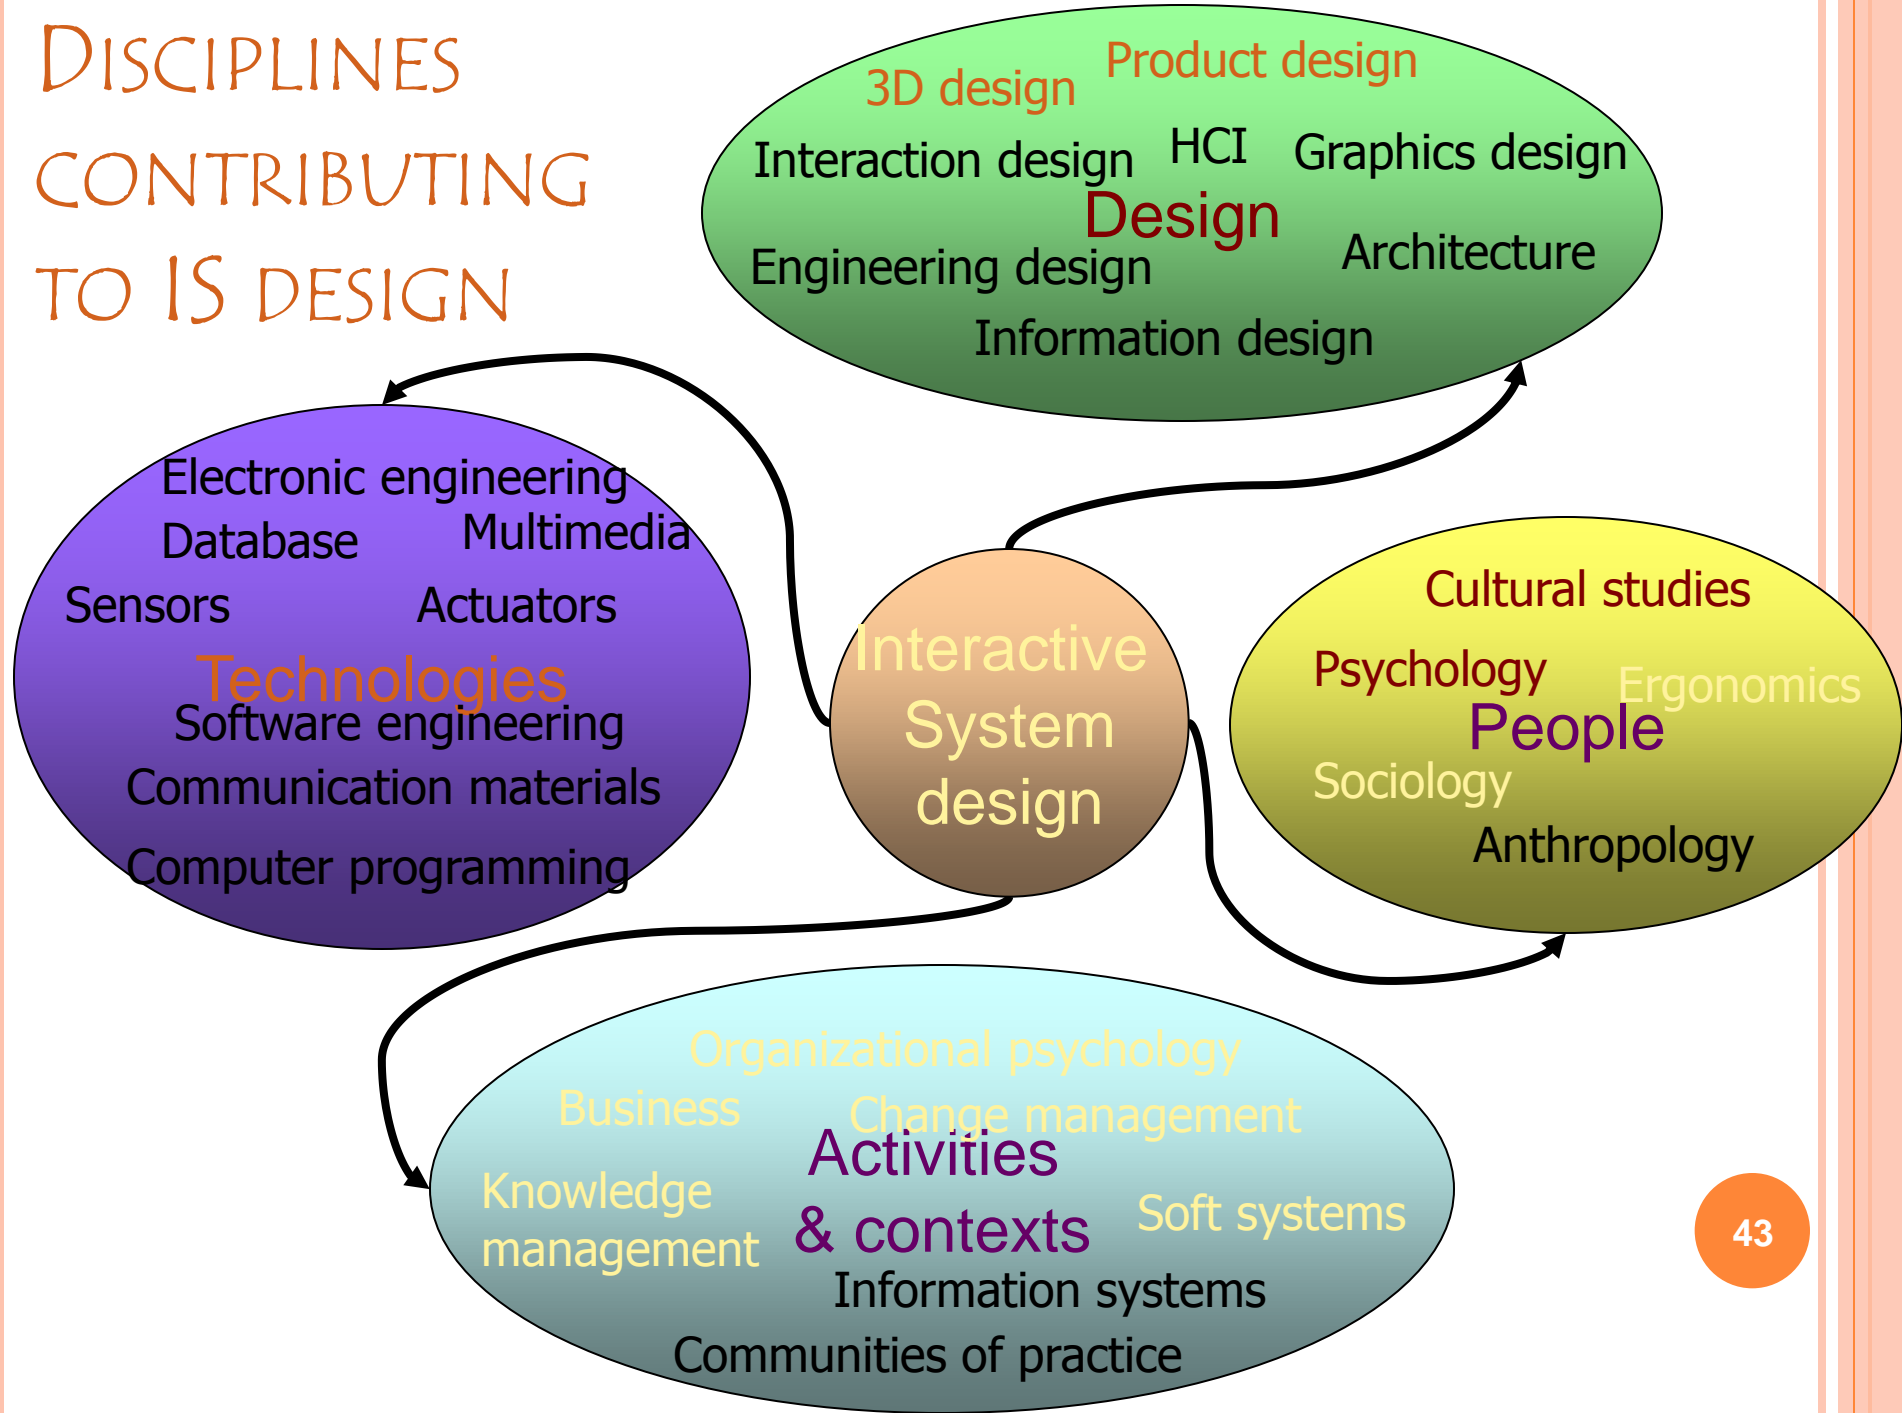 DISCIPLINES
CONTRIBUTING
TO IS DESIGN
Product design
3D design
Interaction design
HCI
Graphics design
Design
Engineering design
Architecture
Information design
Electronic engineering
Database
Multimedia
Sensors
Actuators
Technologies
Software engineering
Communication materials
Computer programming
Interactive
System
design
Cultural studies
Psychology
Ergonomics
People
Sociology
Anthropology
Organizational psychology
Business
Change management
Activities
& contexts
Knowledge
management
Soft systems
Information systems
Communities of practice
43